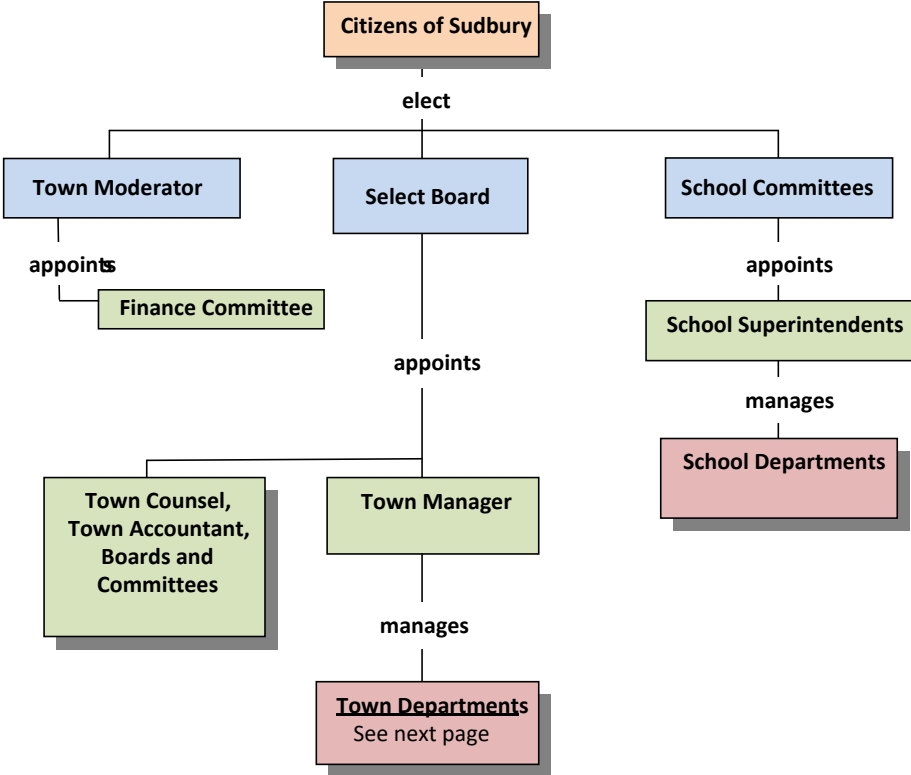 Citizens of Sudbury
elect
Town Moderator
Select Board
School Committees
appoints
appoints
Finance Committee
School Superintendents
appoints
manages
School Departments
Town Counsel,
Town Accountant,
Boards and
Committees
Town Manager
manages
Town Departments
See next page